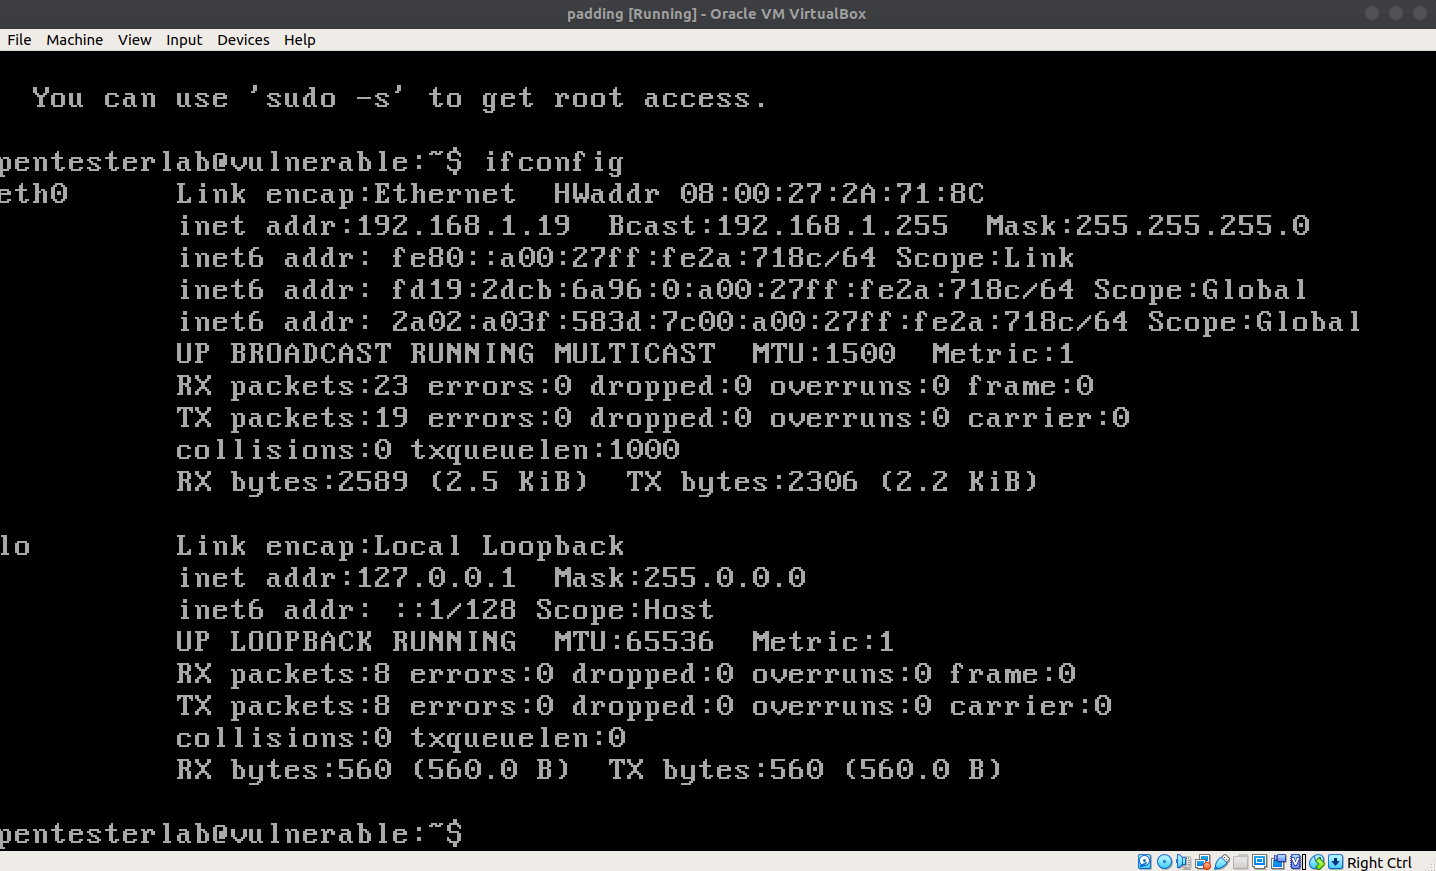 padding [Running] - Oracle VM VirtualBox
File Machine View Input Devices Help
You can use 'sudo -s' to get root access.
pentesterlab@vulnerable:~$ ifconfig
eth0 Link encap:Ethernet HWaddr 08:00:27:2A:71:8C
inet addr:192.168.1.19 Bcast:192.168.1.255 Mask:255.255.255.0
inet6 addr: fe80::a00:27ff:fe2a:718c/64 Scope:Link
inet6 addr: fd19:2dcb:6a96:0:a00:27ff:fe2a:718c/64 Scope:Global
inet6 addr: 2a02:a03f:583d:7c00:a00:27ff:fe2a:718c/64 Scope:Global
UP BROADCAST RUNNING MULTICAST MTU:1500 Metric:1
RX packets:23 errors:0 dropped:0 overruns:0 frame:0
TX packets:19 errors:0 dropped:0 overruns:0 carrier:0
collisions:0 txqueuelen:1000
RX bytes:2589 (2.5 KiB) TX bytes:2306 (2.2 KiB)
lo Link encap:Local Loopback
inet addr:127.0.0.1 Mask:255.0.0.0
inet6 addr: ::1/128 Scope:Host
UP LOOPBACK RUNNING MTU:65536 Metric:1
RX packets:8 errors:0 dropped:0 overruns:0 frame:0
TX packets:8 errors:0 dropped:0 overruns:0 carrier:0
collisions:0 txqueuelen:0
RX bytes:560 (560.0 B) TX bytes:560 (560.0 B)
pentesterlab@vulnerable:~$
Right Ctrl